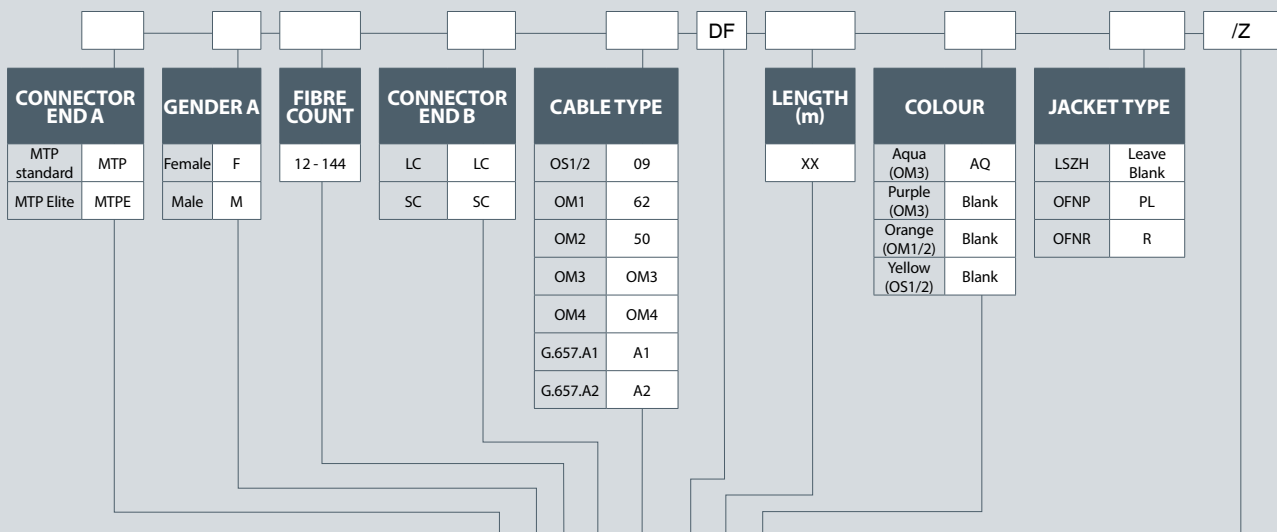 DF
/Z
CONNECTOR
END A
MTP
standard
MTP
MTP Elite
MTPE
GENDER A
Female
F
Male
M
FIBRE
COUNT
12 - 144
CONNECTOR
END B
LC
LC
SC
SC
CABLE TYPE
OS1/2
09
OM1
62
OM2
50
OM3
OM3
OM4
OM4
G.657.A1
A1
G.657.A2
A2
LENGTH
(m)
XX
COLOUR
Aqua
(OM3)
AQ
Purple
(OM3)
Blank
Orange
(OM1/2)
Blank
Yellow
(OS1/2)
Blank
JACKET TYPE
LSZH
Leave
Blank
OFNP
PL
OFNR
R